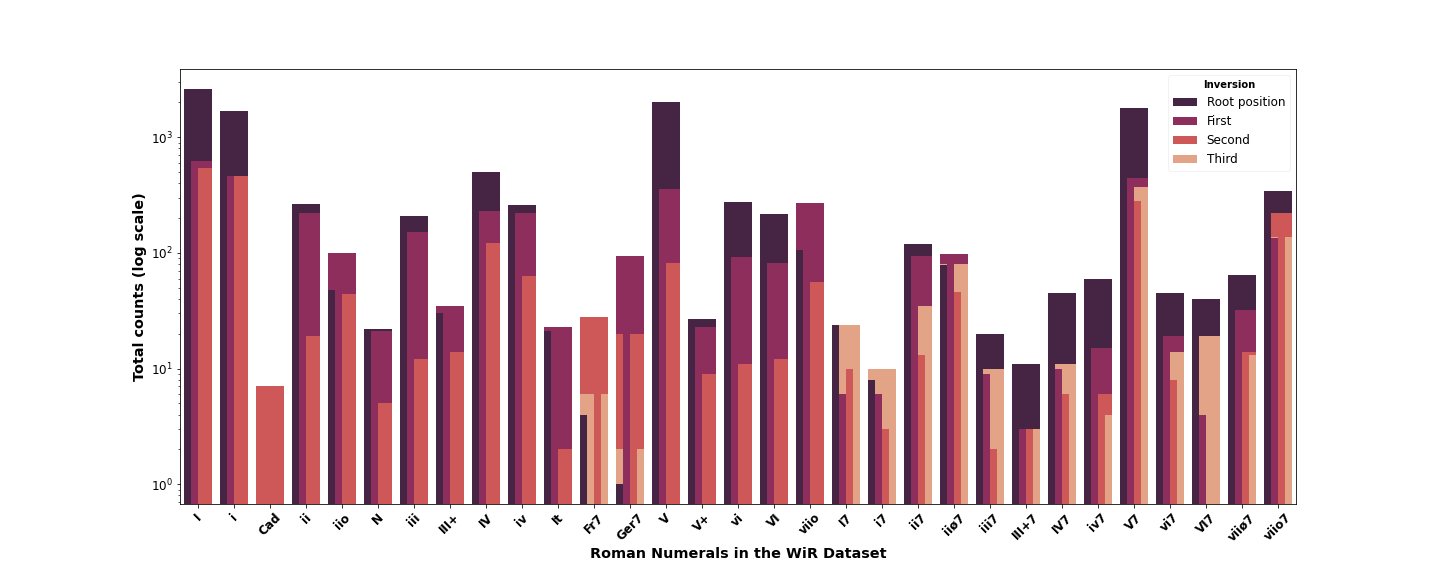 Inversion
Root position
First
Second
Third
Total counts (log scale)
10³
10²
10¹
10⁰
I i Cad ii iio N iii III+ IV iv It Fr7 Ger7 V V+ vi VI viio I7 i7 ii7 iiø7 iii7 III+7 IV7 iv7 V7 vi7 VI7 viiø7 viio7
Roman Numerals in the WiR Dataset